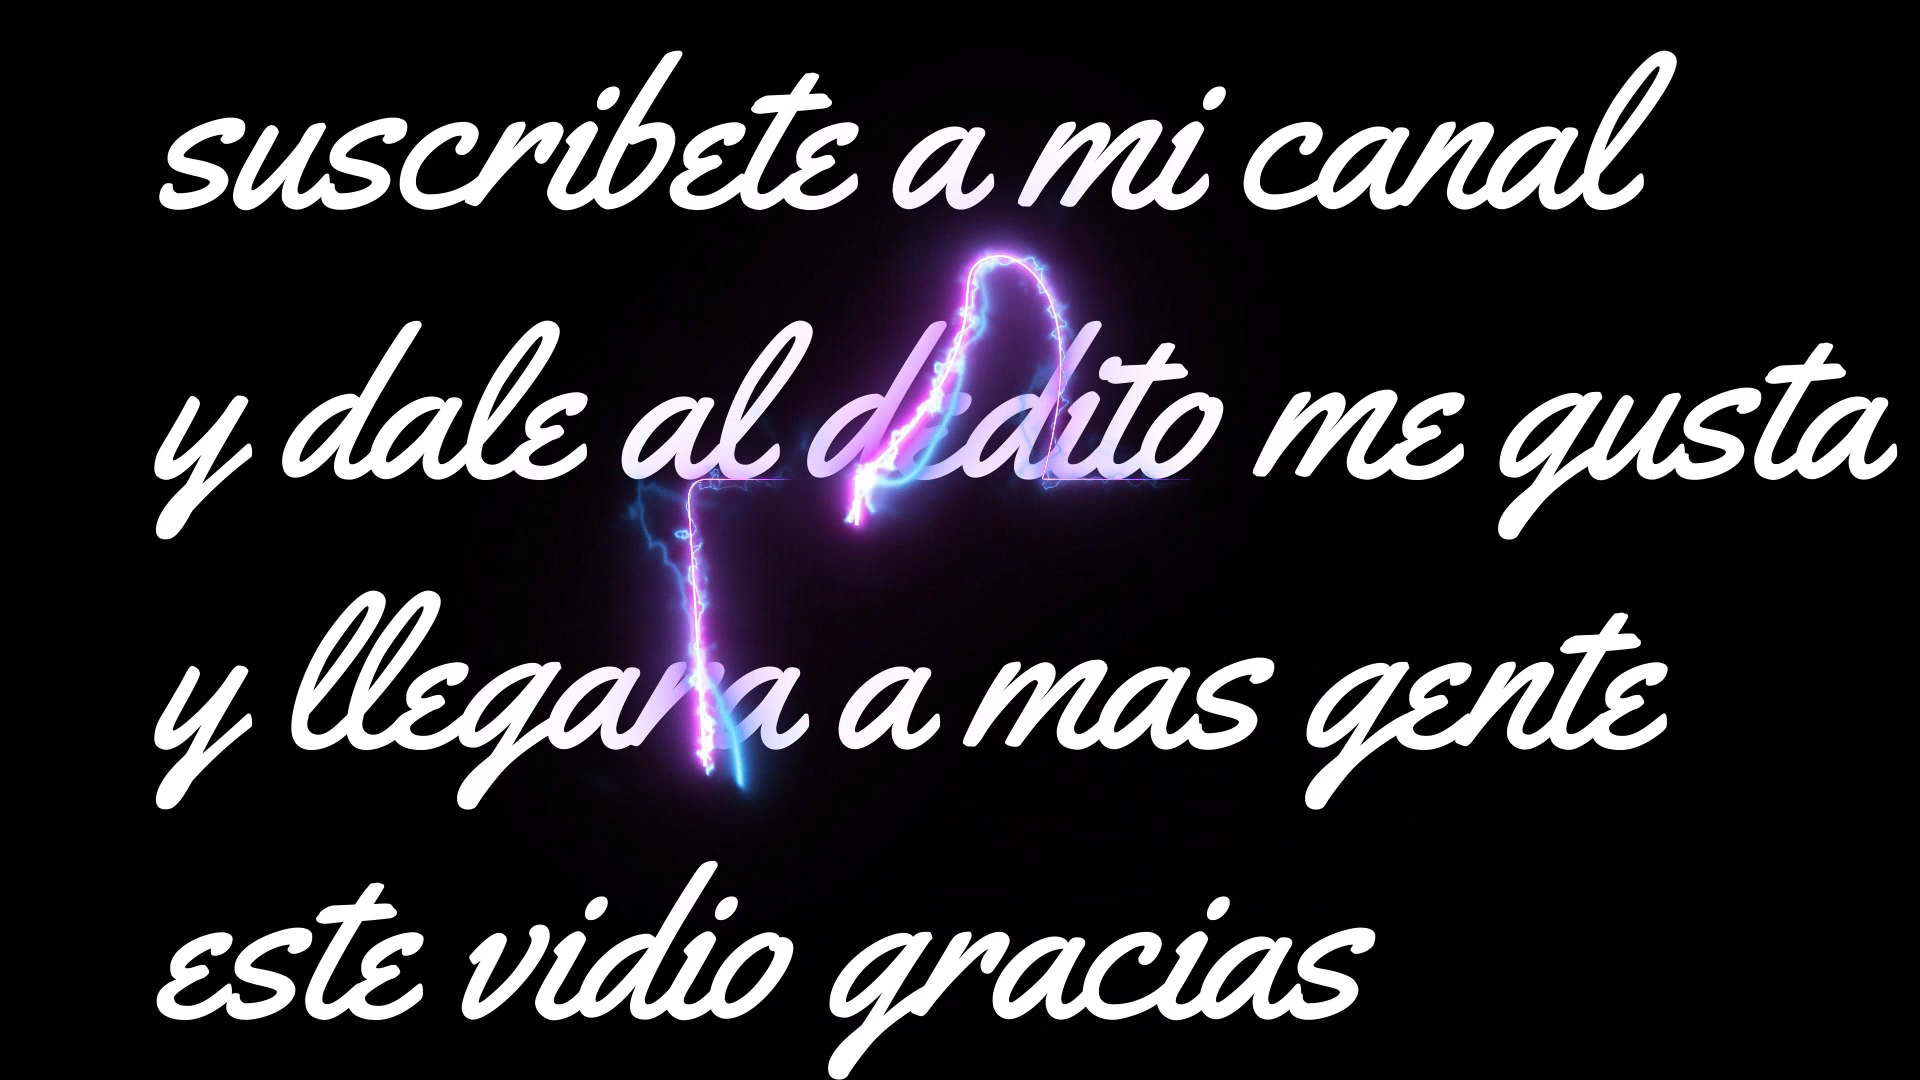 suscribete a mi canal
y dale al dedito me gusta
y llegara a mas gente
este vidio gracias